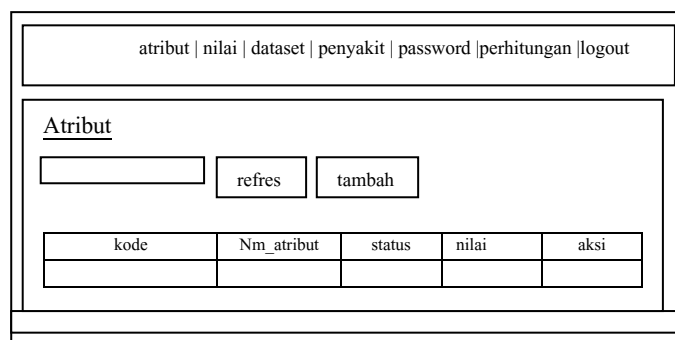 atribut | nilai | dataset | penyakit | password |perhitungan |logout
Atribut
refres tambah
kode Nm_atribut status nilai aksi